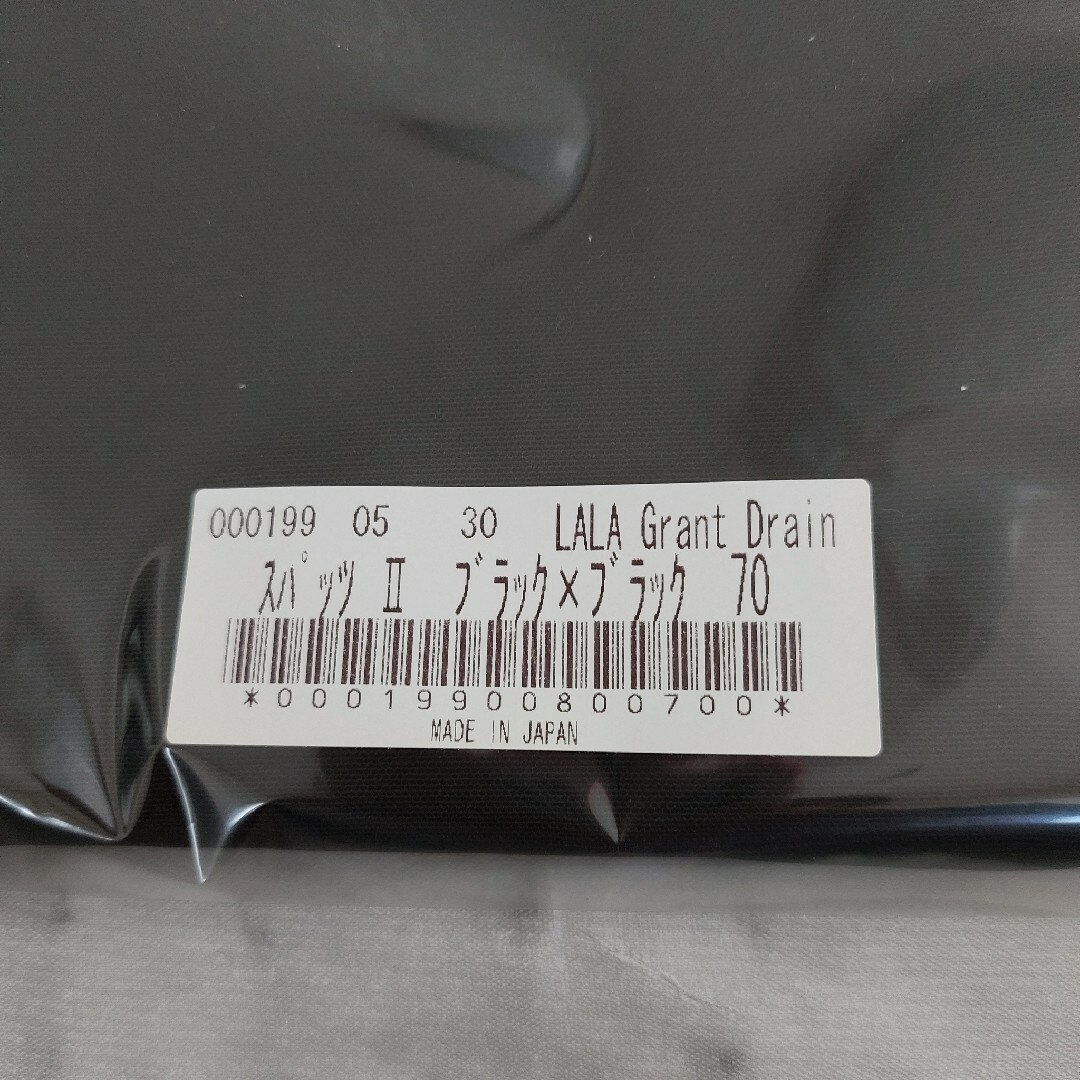 000199 05 30 LALA Grant Drain
ｽﾊﾟｯﾂ Ⅱ ﾌﾞﾗｯｸ×ﾌﾞﾗｯｸ 70
*00019900800700*
MADE IN JAPAN